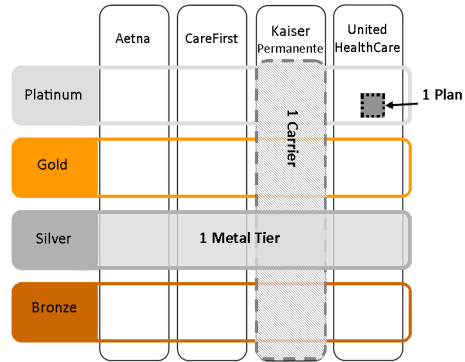 Aetna
CareFirst
Kaiser
Permanente
United
HealthCare
Platinum
1 Plan
1 Carrier
Gold
Silver
1 Metal Tier
Bronze